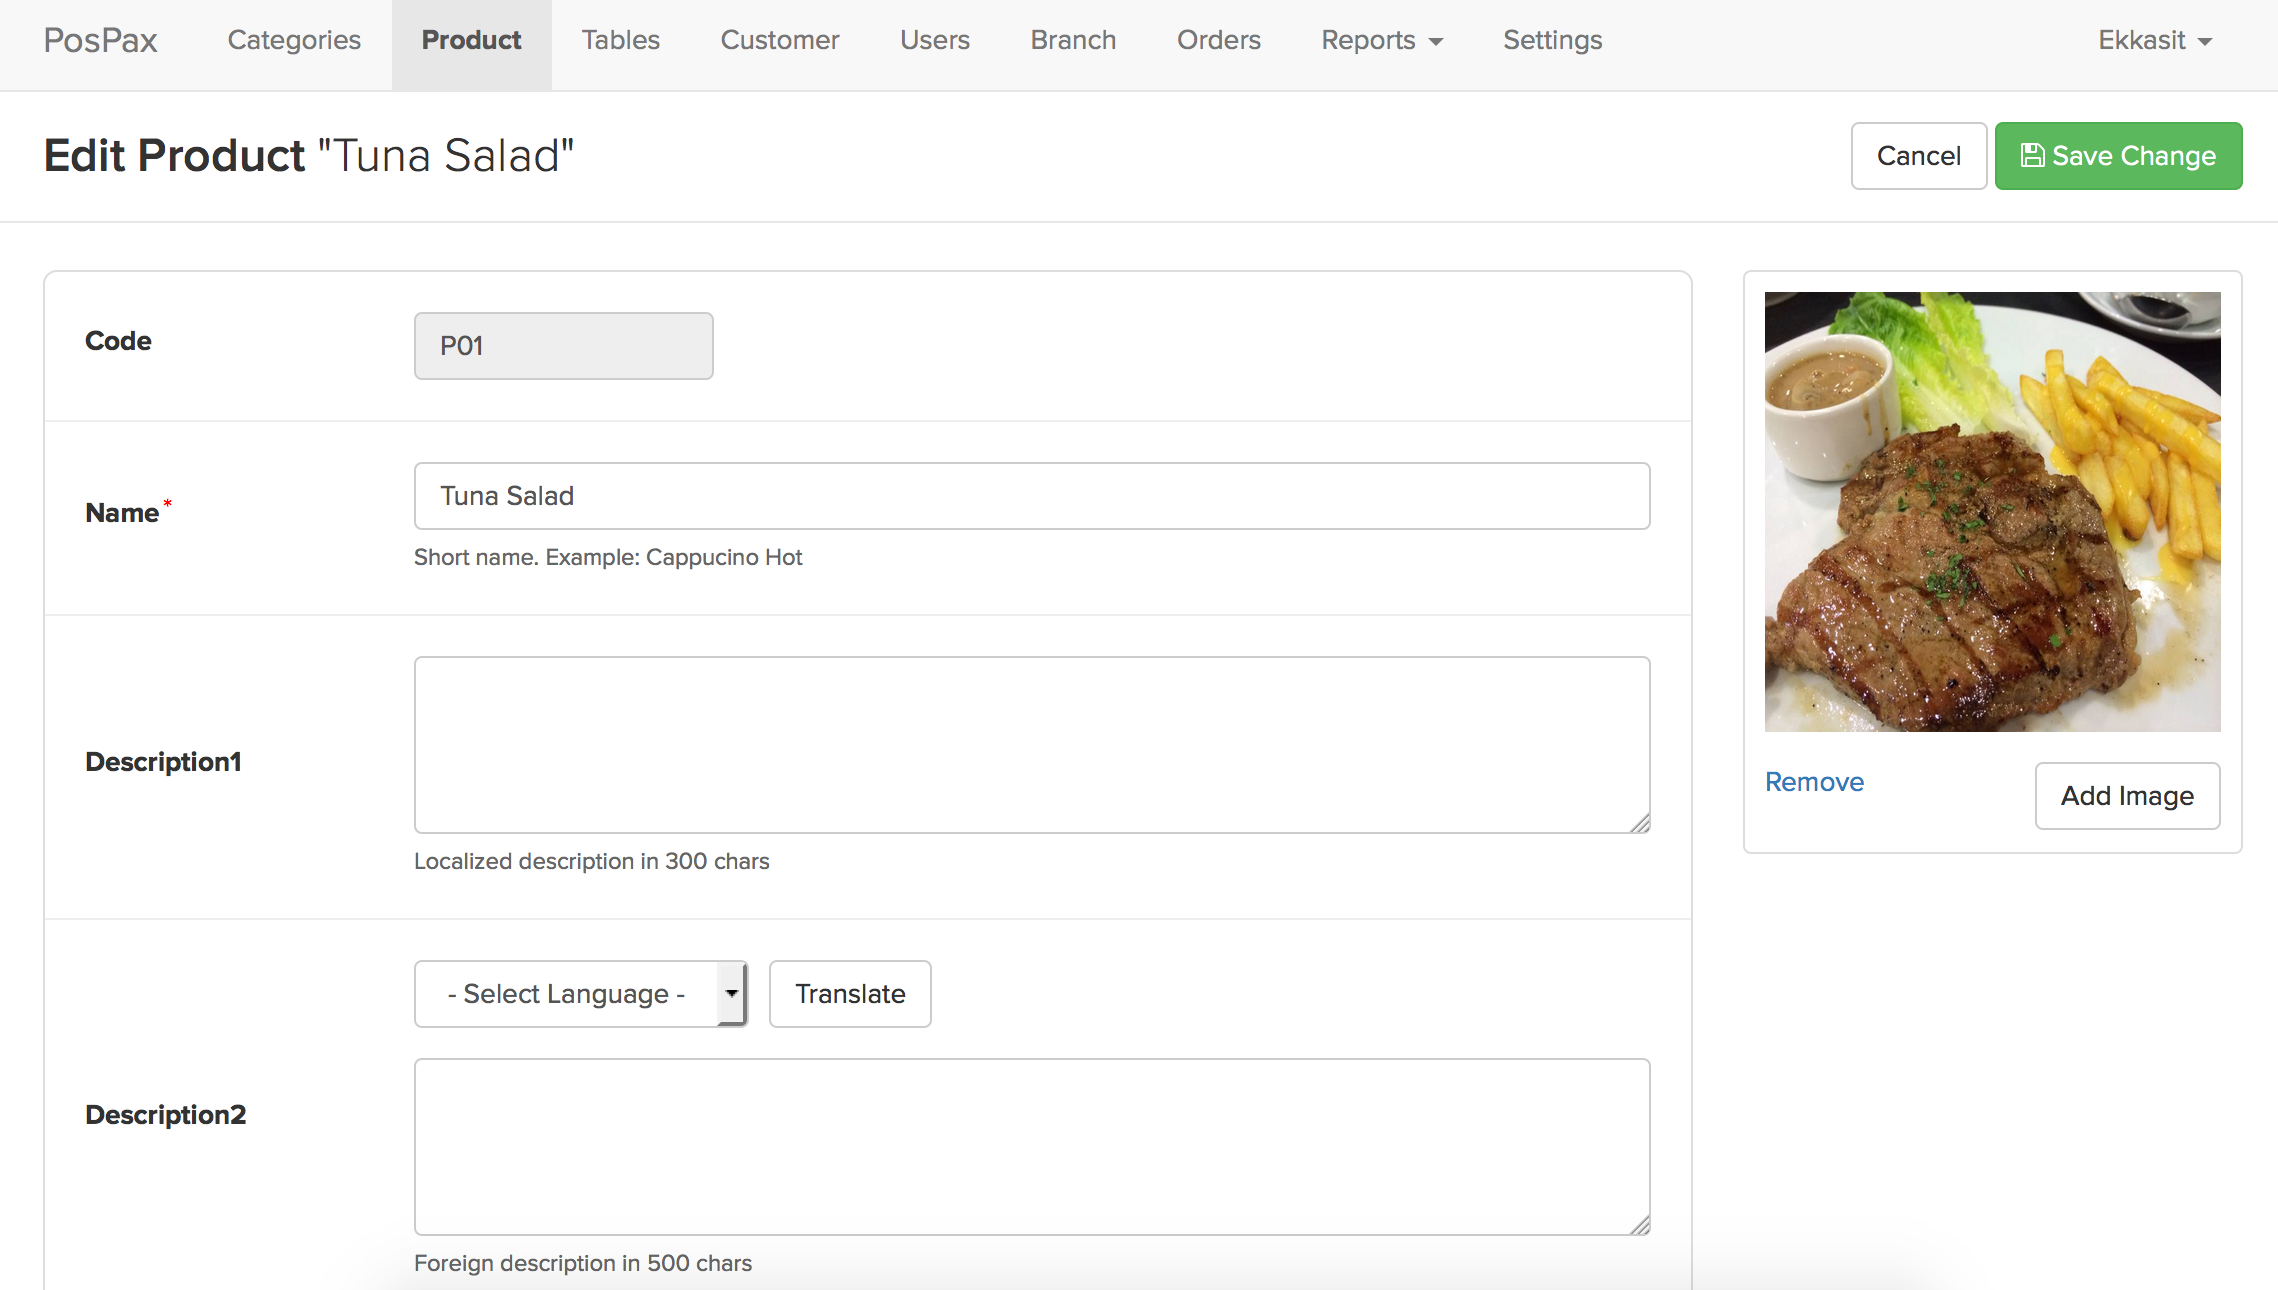 PosPax Categories Product Tables Customer Users Branch Orders Reports Settings Ekkasit
Edit Product "Tuna Salad"
Cancel Save Change
Code
P01
Name*
Tuna Salad
Short name. Example: Cappucino Hot
Description1
Localized description in 300 chars
Remove
Add Image
- Select Language -
Translate
Description2
Foreign description in 500 chars